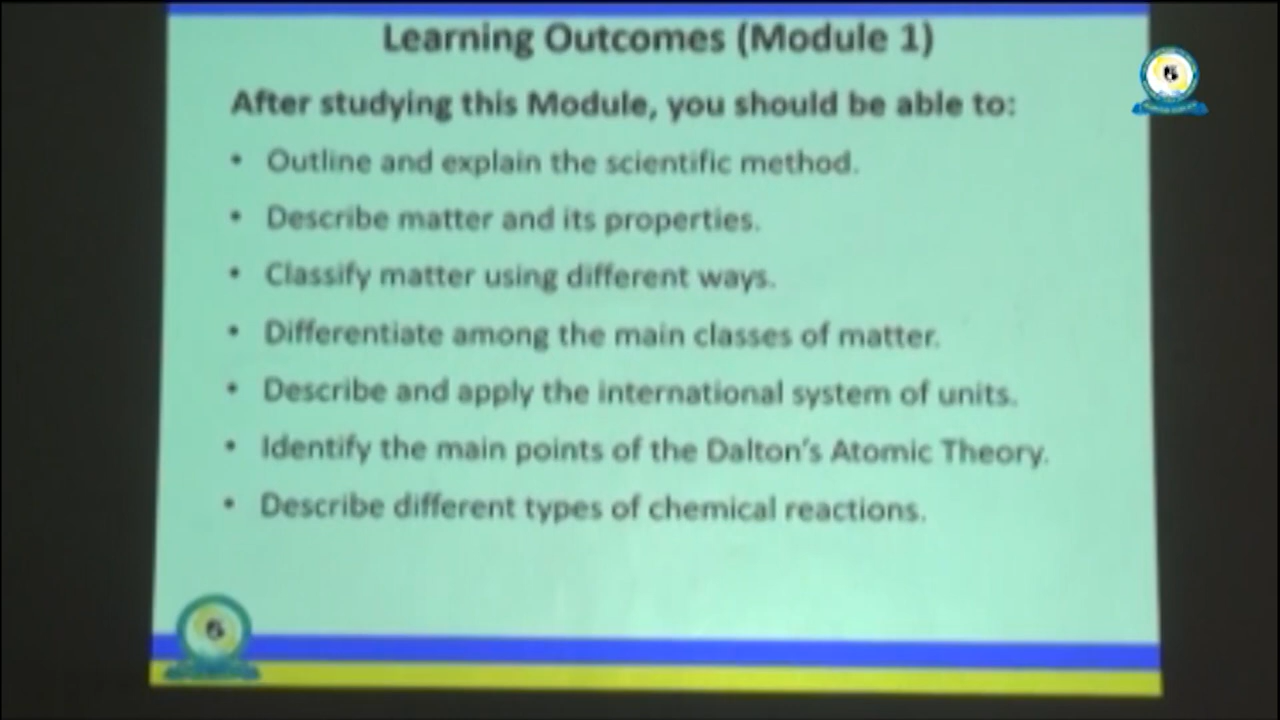 Learning Outcomes (Module 1)
After studying this Module, you should be able to:
• Outline and explain the scientific method.
• Describe matter and its properties.
• Classify matter using different ways.
• Differentiate among the main classes of matter.
• Describe and apply the international system of units.
• Identify the main points of the Dalton's Atomic Theory.
• Describe different types of chemical reactions.